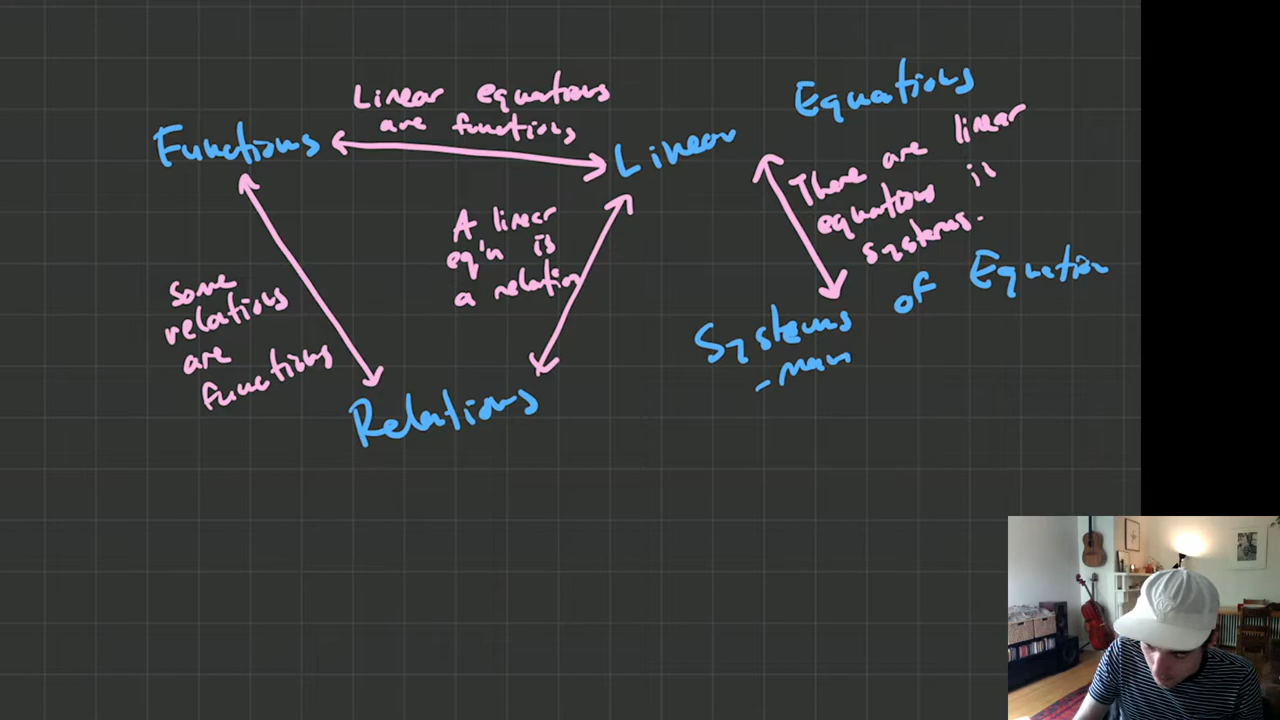 Linear equations
are functions
Functions
Linear
Equations
There are linear
equations in
systems.
A linear
eq'n is
a relation
Some
relations
are
functions
Systems of Equation
Relations